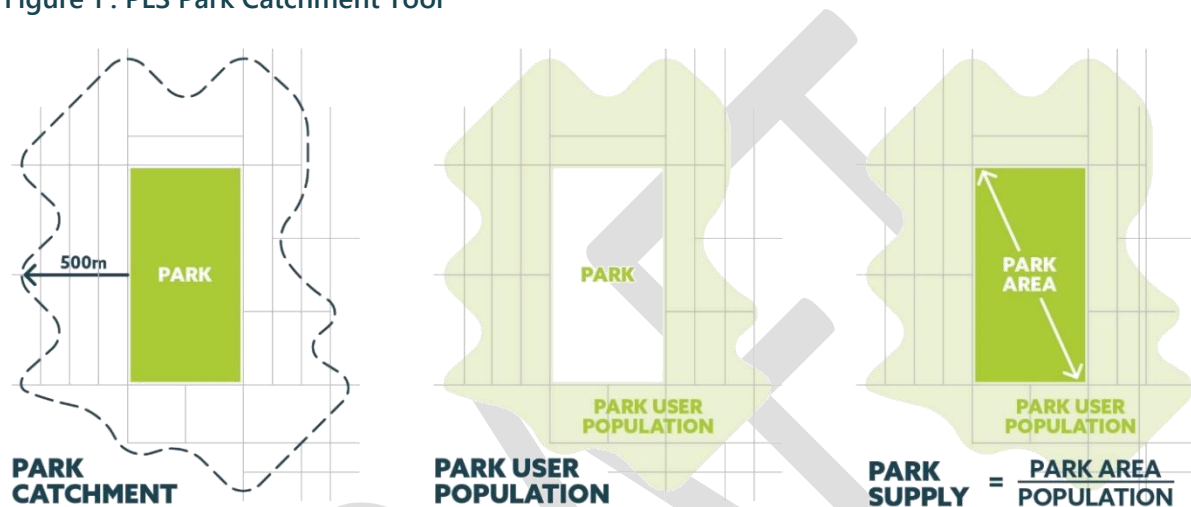 Figure 1 : PLS Park Catchment Tool
500m
PARK
PARK
CATCHMENT
PARK
PARK USER
POPULATION
PARK USER
POPULATION
PARK
AREA
PARK USER
POPULATION
PARK
SUPPLY = PARK AREA
POPULATION